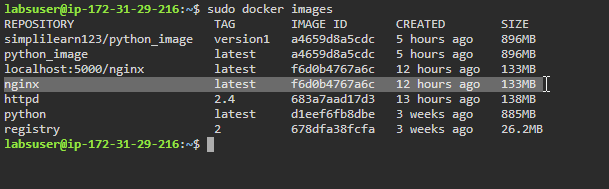 labsuser@ip-172-31-29-216:~$ sudo docker images
REPOSITORY TAG IMAGE ID CREATED SIZE
simplilearn123/python_image version1 a4659d8a5cdc 5 hours ago 896MB
python_image latest a4659d8a5cdc 5 hours ago 896MB
localhost:5000/nginx latest f6d0b4767a6c 12 hours ago 133MB
nginx latest f6d0b4767a6c 12 hours ago 133MB
httpd 2.4 683a7aad17d3 13 hours ago 138MB
python latest d1eef6fb8dbe 3 weeks ago 885MB
registry 2 678dfa38fcfa 3 weeks ago 26.2MB
labsuser@ip-172-31-29-216:~$